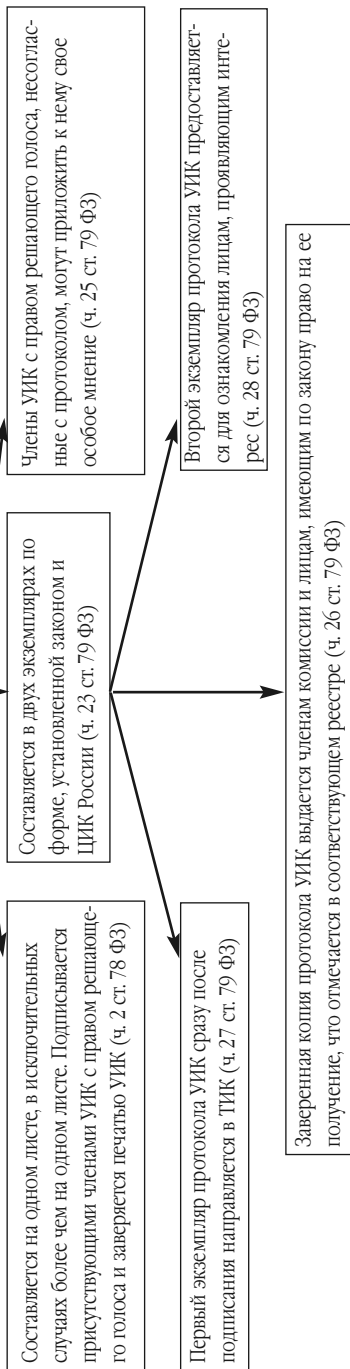 Составляется на одном листе, в исключительных
случаях более чем на одном листе. Подписывается
присутствующими членами УИК с правом решающе-
го голоса и заверяется печатью УИК (ч. 2 ст. 78 ФЗ)
Составляется в двух экземплярах по
форме, установленной законом и
ЦИК России (ч. 23 ст. 79 ФЗ)
Члены УИК с правом решающего голоса, несоглас-
ные с протоколом, могут приложить к нему свое
особое мнение (ч. 25 ст. 79 ФЗ)
Первый экземпляр протокола УИК сразу после
подписания направляется в ТИК (ч. 27 ст. 79 ФЗ)
Второй экземпляр протокола УИК предоставляет-
ся для ознакомления лицам, проявляющим инте-
рес (ч. 28 ст. 79 ФЗ)
Заверенная копия протокола УИК выдается членам комиссии и лицам, имеющим по закону право на ее
получение, что отмечается в соответствующем реестре (ч. 26 ст. 79 ФЗ)